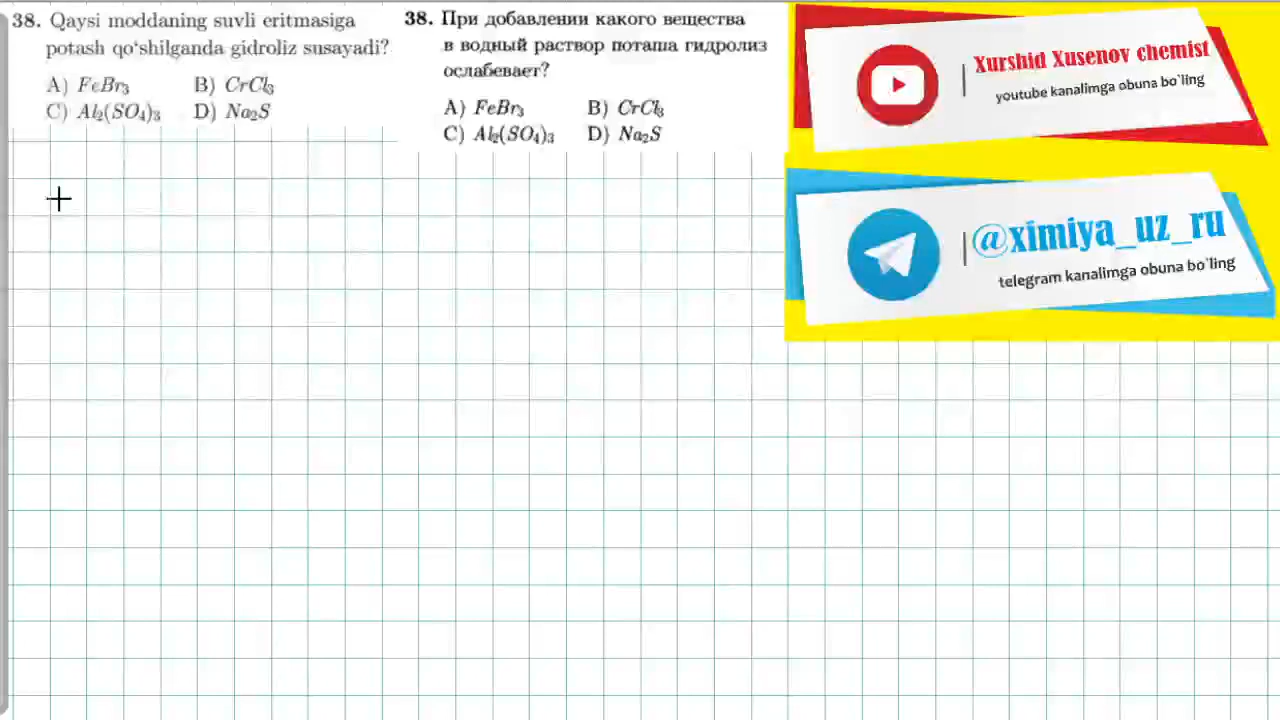 38. Qaysi moddaning suvli eritmasiga
potash qo‘shilganda gidroliz susayadi?
A) FeBr₃ B) CrCl₃
C) Al₂(SO₄)₃ D) Na₂S
38. При добавлении какого вещества
в водный раствор поташа гидролиз
ослабевает?
A) FeBr₃ B) CrCl₃
C) Al₂(SO₄)₃ D) Na₂S
Xurshid Xusenov chemist
youtube kanalimga obuna bo`ling
@ximiya_uz_ru
telegram kanalimga obuna bo`ling